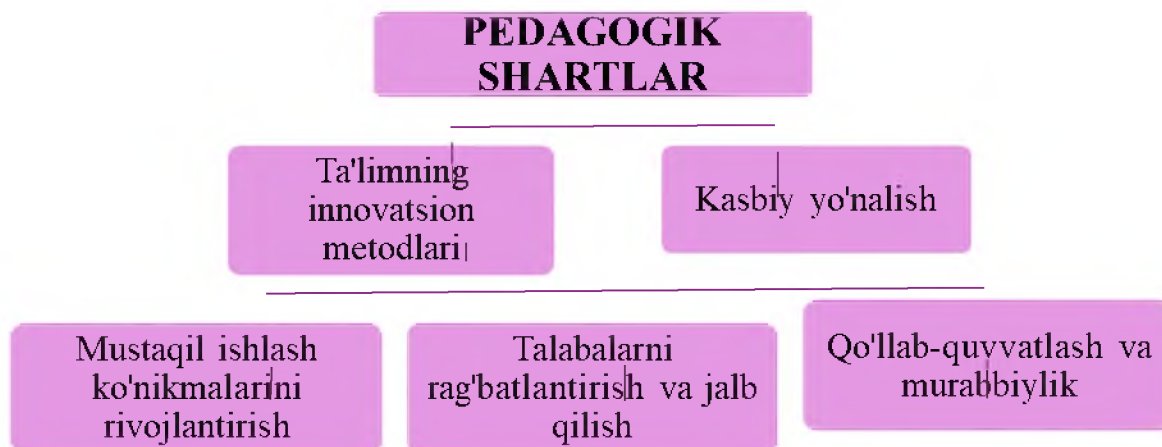 PEDAGOGIK
SHARTLAR
Ta'limning
innovatsion
metodlari
Kasbiy yo'nalish
Mustaqil ishlash
ko'nikmalarini
rivojlantirish
Talabalarni
rag'batlantirish va jalb
qilish
Qo'llab-quvvatlash va
murabbiylik